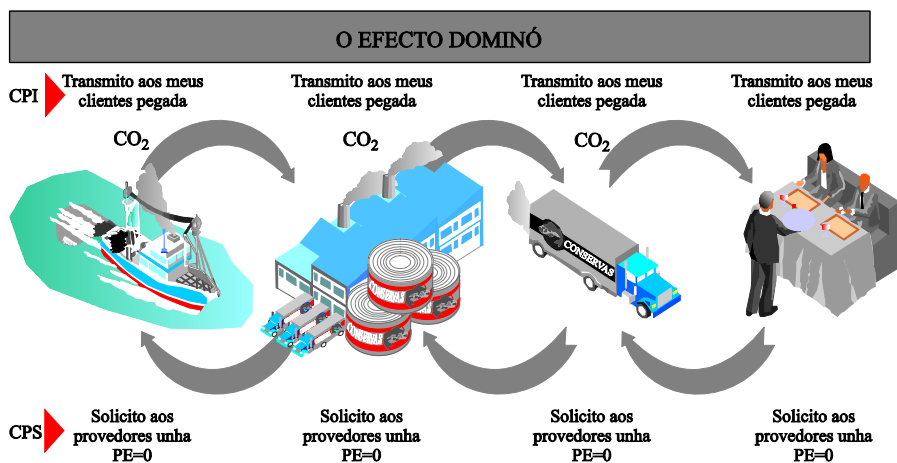 O EFECTO DOMINÓ
CPI
Transmito aos meus
clientes pegada
Transmito aos meus
clientes pegada
Transmito aos meus
clientes pegada
Transmito aos meus
clientes pegada
CO2
CO2
CO2
CONSERVAS
CONSERVAS
CONSERVAS
CONSERVAS
CPS
Solicito aos
provedores unha
PE=0
Solicito aos
provedores unha
PE=0
Solicito aos
provedores unha
PE=0
Solicito aos
provedores unha
PE=0